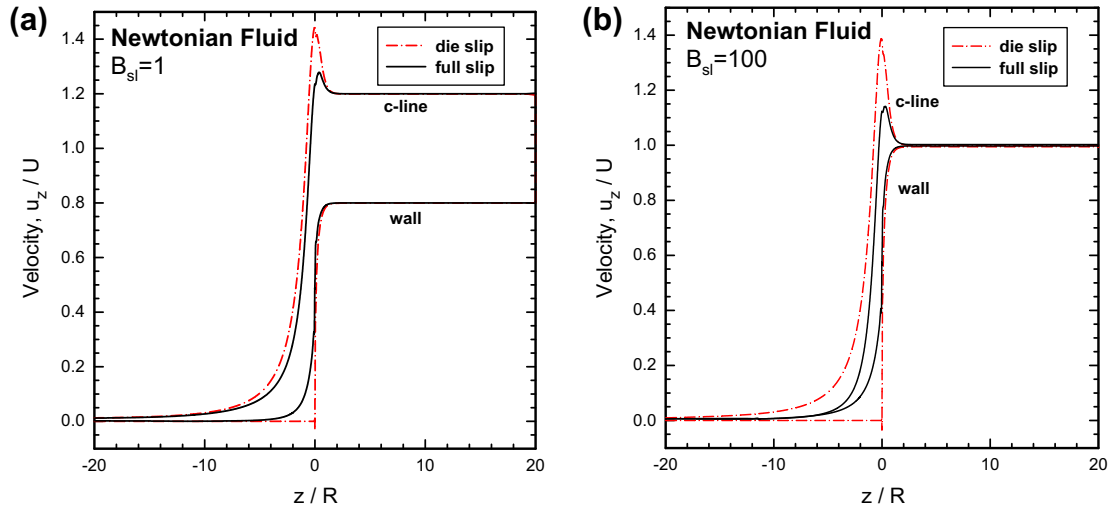 (a)
Newtonian Fluid
B_sl=1
die slip
full slip
c-line
wall
Velocity, u_z / U
1.4
1.2
1.0
0.8
0.6
0.4
0.2
0.0
-20
-10
0
10
20
z / R
(b)
Newtonian Fluid
B_sl=100
die slip
full slip
c-line
wall
Velocity, u_z / U
1.4
1.2
1.0
0.8
0.6
0.4
0.2
0.0
-20
-10
0
10
20
z / R